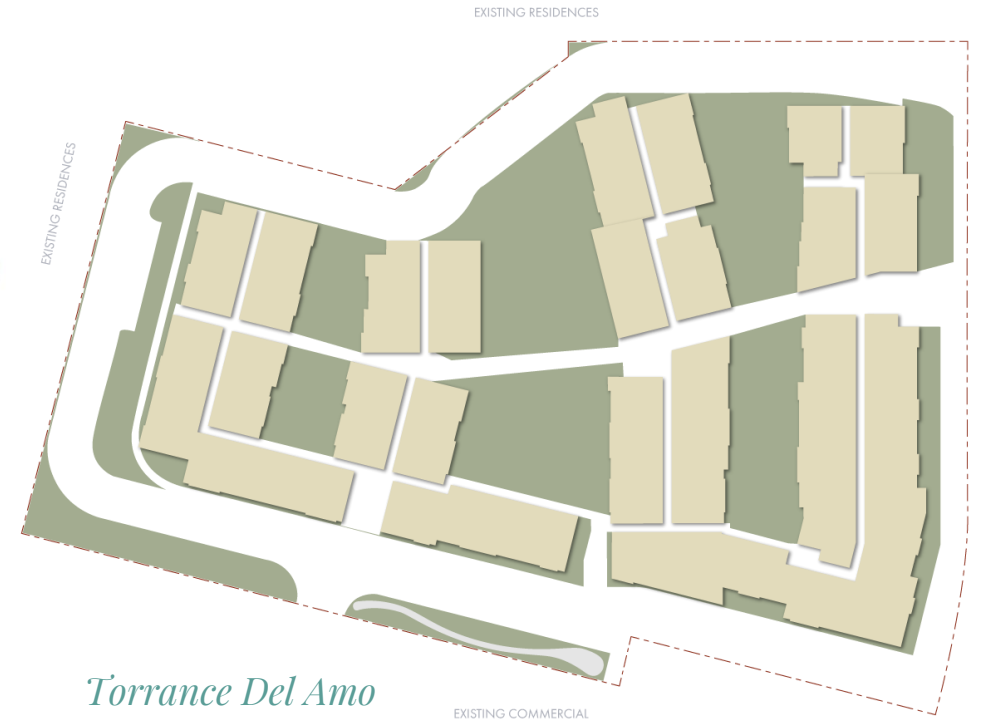 EXISTING RESIDENCES
EXISTING RESIDENCES
Torrance Del Amo
EXISTING COMMERCIAL